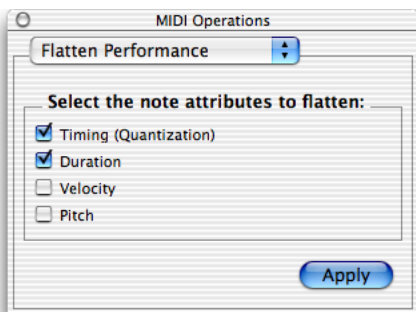 MIDI Operations
Flatten Performance
Select the note attributes to flatten:
Timing (Quantization)
Duration
Velocity
Pitch
Apply